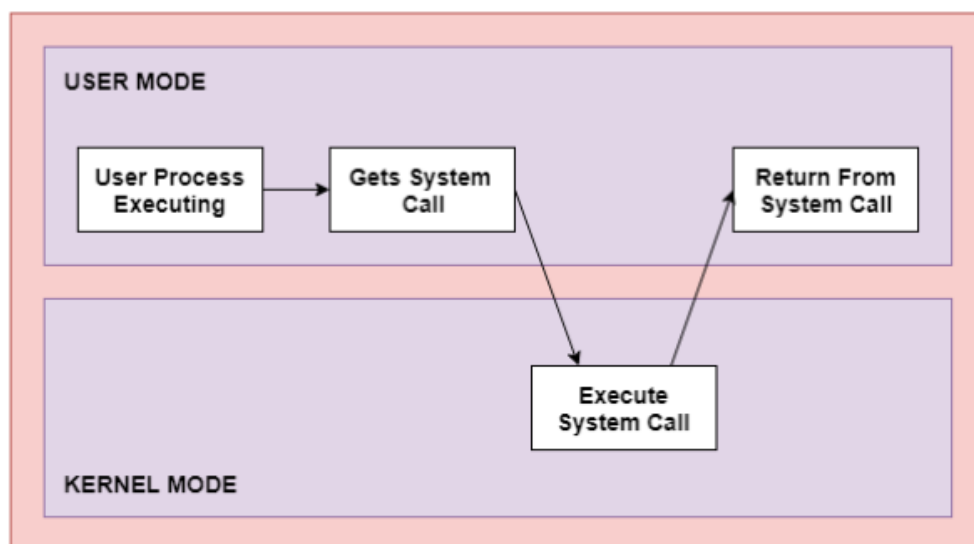 USER MODE
User Process
Executing
Gets System
Call
Return From
System Call
Execute
System Call
KERNEL MODE